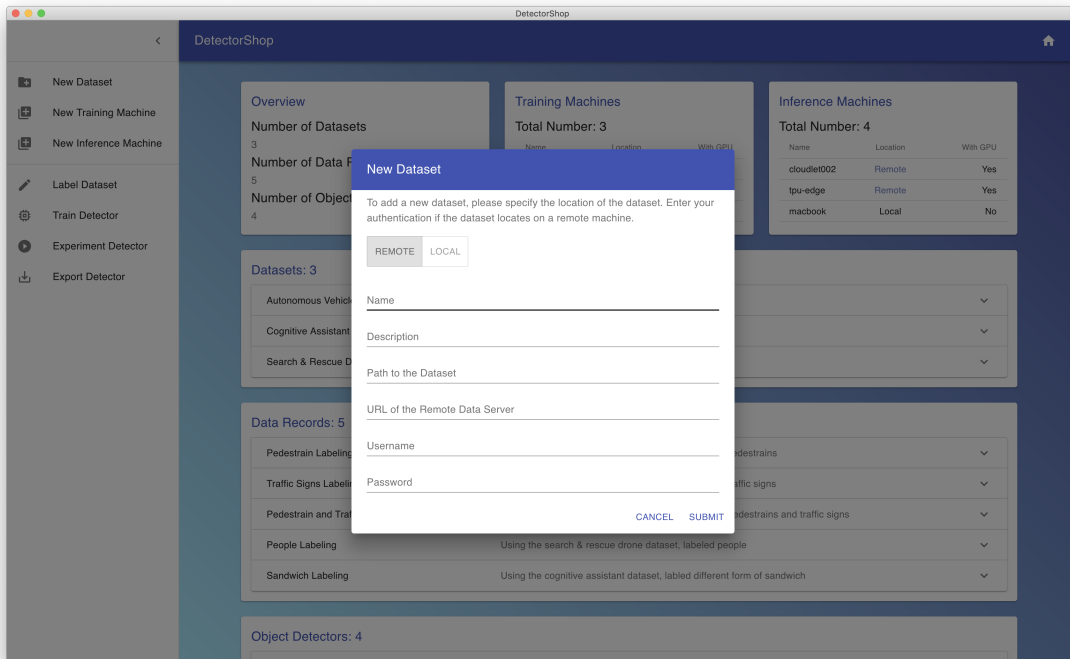 DetectorShop
DetectorShop
New Dataset
New Training Machine
New Inference Machine
Label Dataset
Train Detector
Experiment Detector
Export Detector
Overview
Number of Datasets
3
Number of Data
5
Number of Object
4
Training Machines
Total Number: 3
Name Location With GPU
Inference Machines
Total Number: 4
Name Location With GPU
cloudlet002 Remote Yes
tpu-edge Remote Yes
macbook Local No
New Dataset
To add a new dataset, please specify the location of the dataset. Enter your
authentication if the dataset locates on a remote machine.
REMOTE LOCAL
Name
Description
Path to the Dataset
URL of the Remote Data Server
Username
Password
CANCEL SUBMIT
Datasets: 3
Autonomous Vehicl
Cognitive Assistant
Search & Rescue D
Data Records: 5
Pedestrain Labeling destrains
Traffic Signs Labelin affic signs
Pedestrain and Traf edestrains and traffic signs
People Labeling Using the search & rescue drone dataset, labeled people
Sandwich Labeling Using the cognitive assistant dataset, labled different form of sandwich
Object Detectors: 4